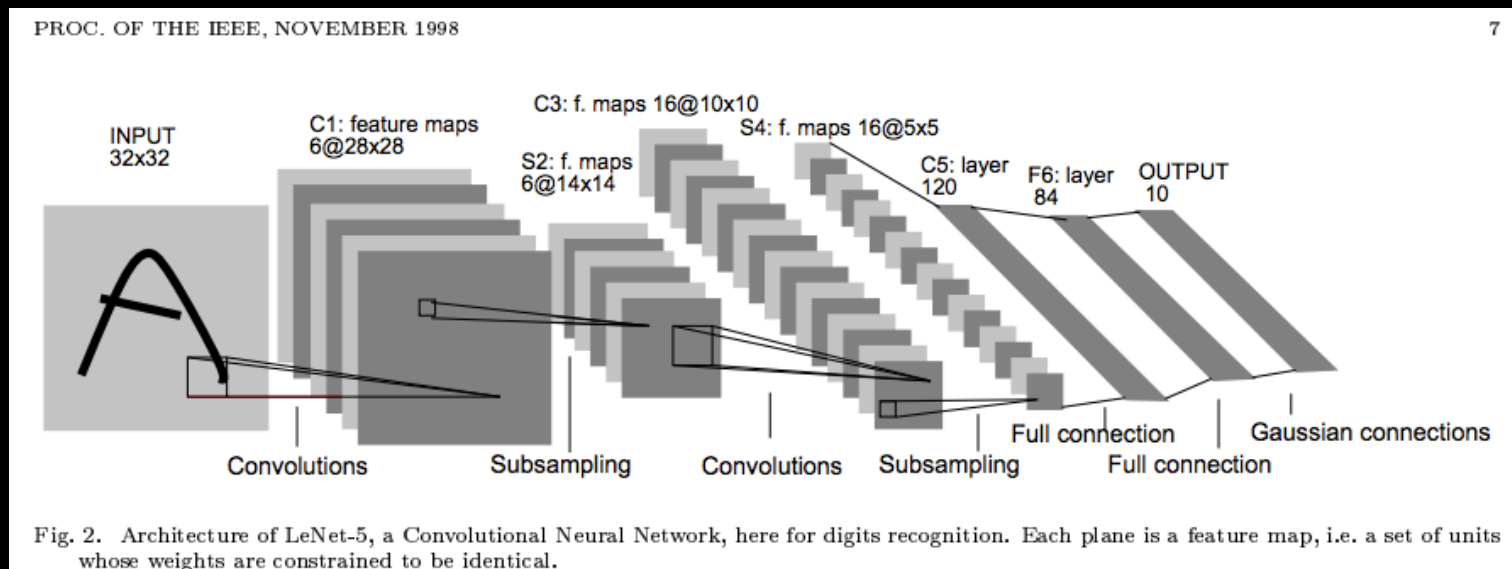 PROC. OF THE IEEE, NOVEMBER 1998
7
INPUT
32x32
C1: feature maps
6@28x28
S2: f. maps
6@14x14
C3: f. maps 16@10x10
S4: f. maps 16@5x5
C5: layer
120
F6: layer
84
OUTPUT
10
Convolutions
Subsampling
Convolutions
Subsampling
Full connection
Full connection
Gaussian connections
Fig. 2. Architecture of LeNet-5, a Convolutional Neural Network, here for digits recognition. Each plane is a feature map, i.e. a set of units
whose weights are constrained to be identical.
A